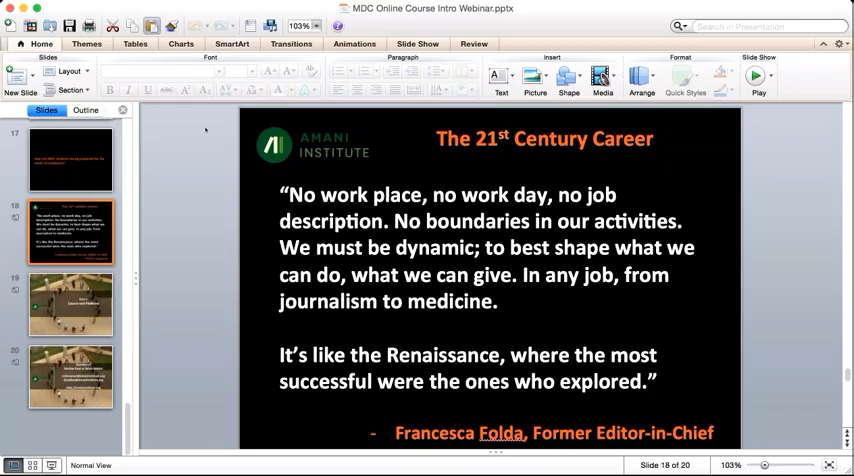 MDC Online Course Intro Webinar.pptx
103%
Search in Presentation
Home Themes Tables Charts SmartArt Transitions Animations Slide Show Review
Slides Font Paragraph Insert Format Slide Show
Layout
Section
New Slide
B I U ABC
Text Picture Shape Media Arrange Quick Styles Play
Slides Outline
17
18
19
20
AMANI
INSTITUTE
The 21st Century Career
“No work place, no work day, no job
description. No boundaries in our activities.
We must be dynamic; to best shape what we
can do, what we can give. In any job, from
journalism to medicine.
It’s like the Renaissance, where the most
successful were the ones who explored.”
- Francesca Folda, Former Editor-in-Chief
Normal View
Slide 18 of 20
103%